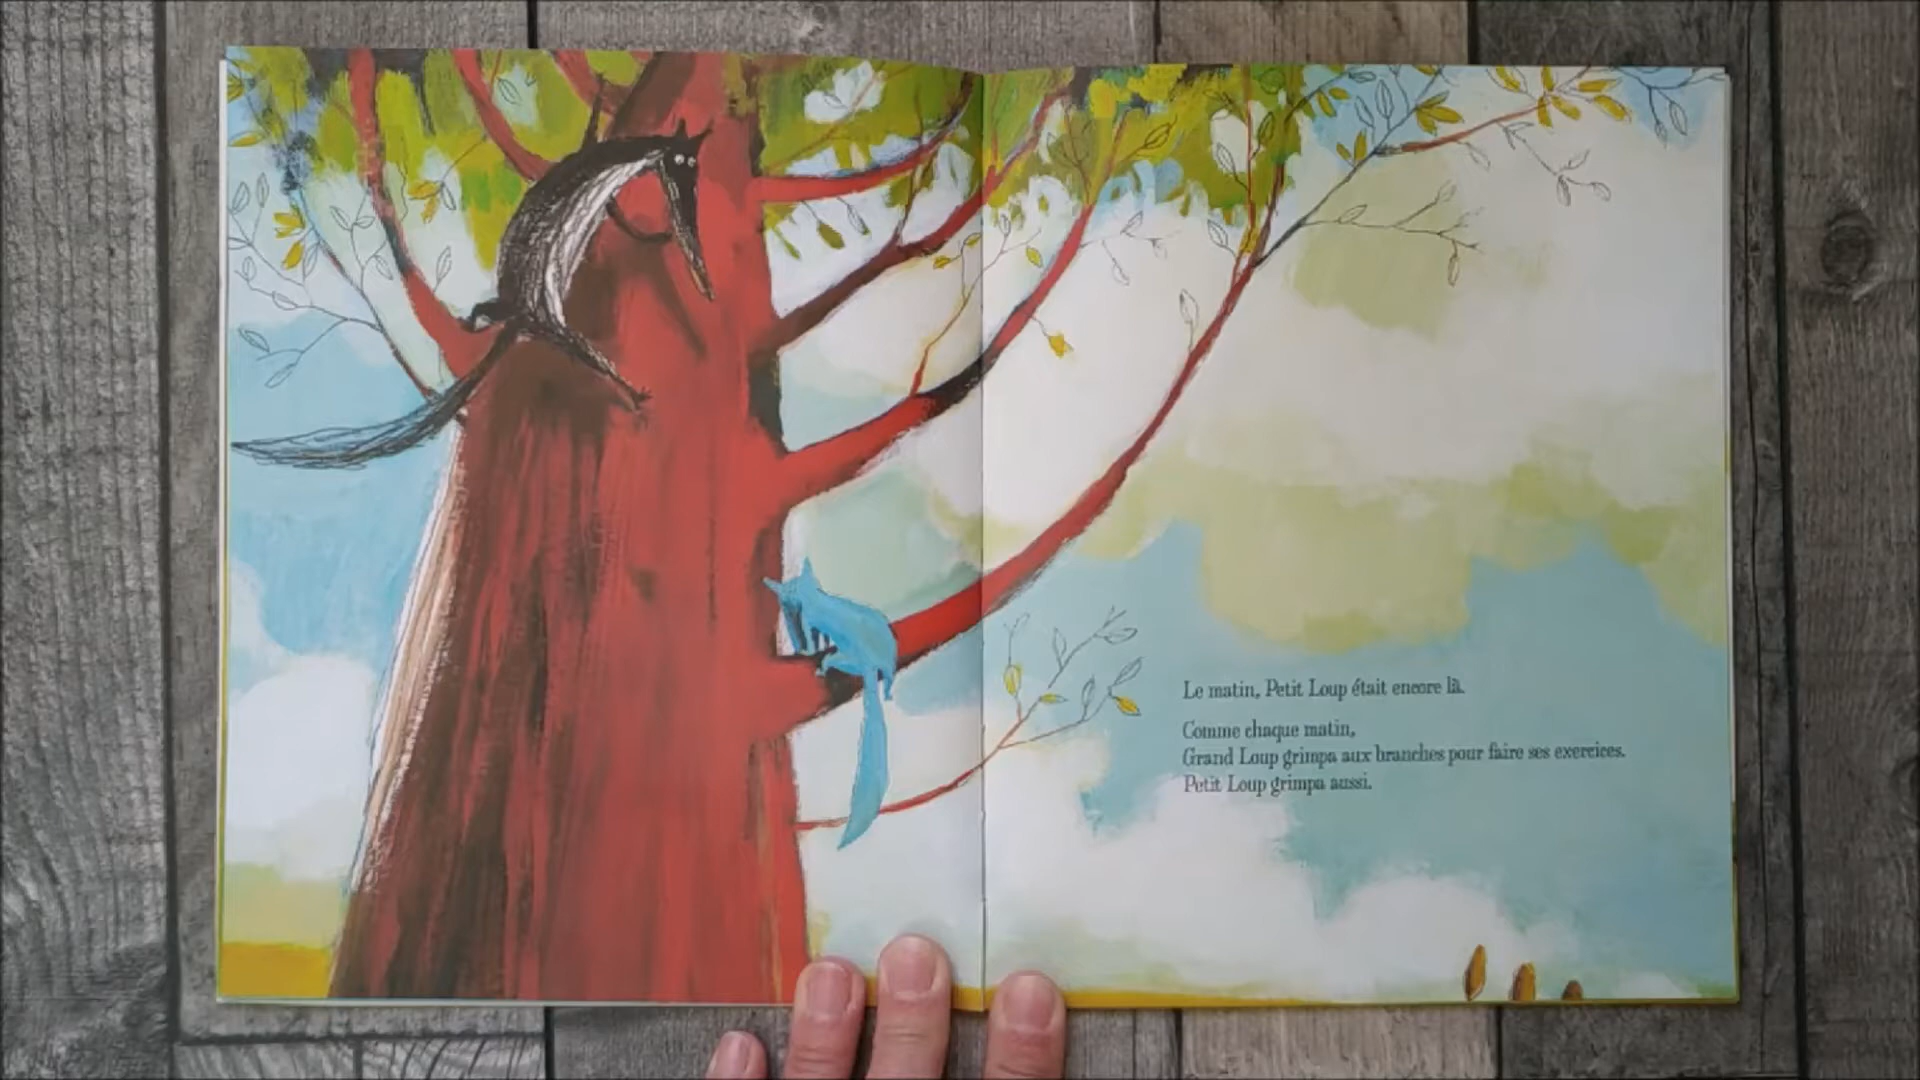 Le matin, Petit Loup était encore là.
Comme chaque matin,
Grand Loup grimpa aux branches pour faire ses exercices.
Petit Loup grimpa aussi.